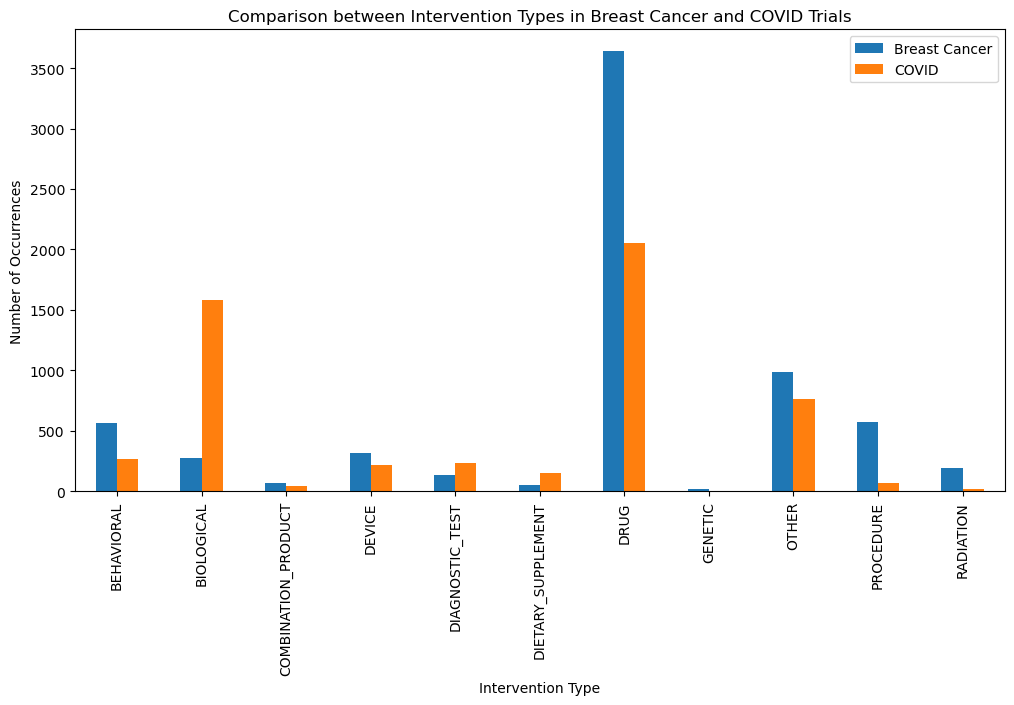 Comparison between Intervention Types in Breast Cancer and COVID Trials
Breast Cancer
COVID
Number of Occurrences
3500
3000
2500
2000
1500
1000
500
0
BEHAVIORAL
BIOLOGICAL
COMBINATION_PRODUCT
DEVICE
DIAGNOSTIC_TEST
DIETARY_SUPPLEMENT
DRUG
GENETIC
OTHER
PROCEDURE
RADIATION
Intervention Type